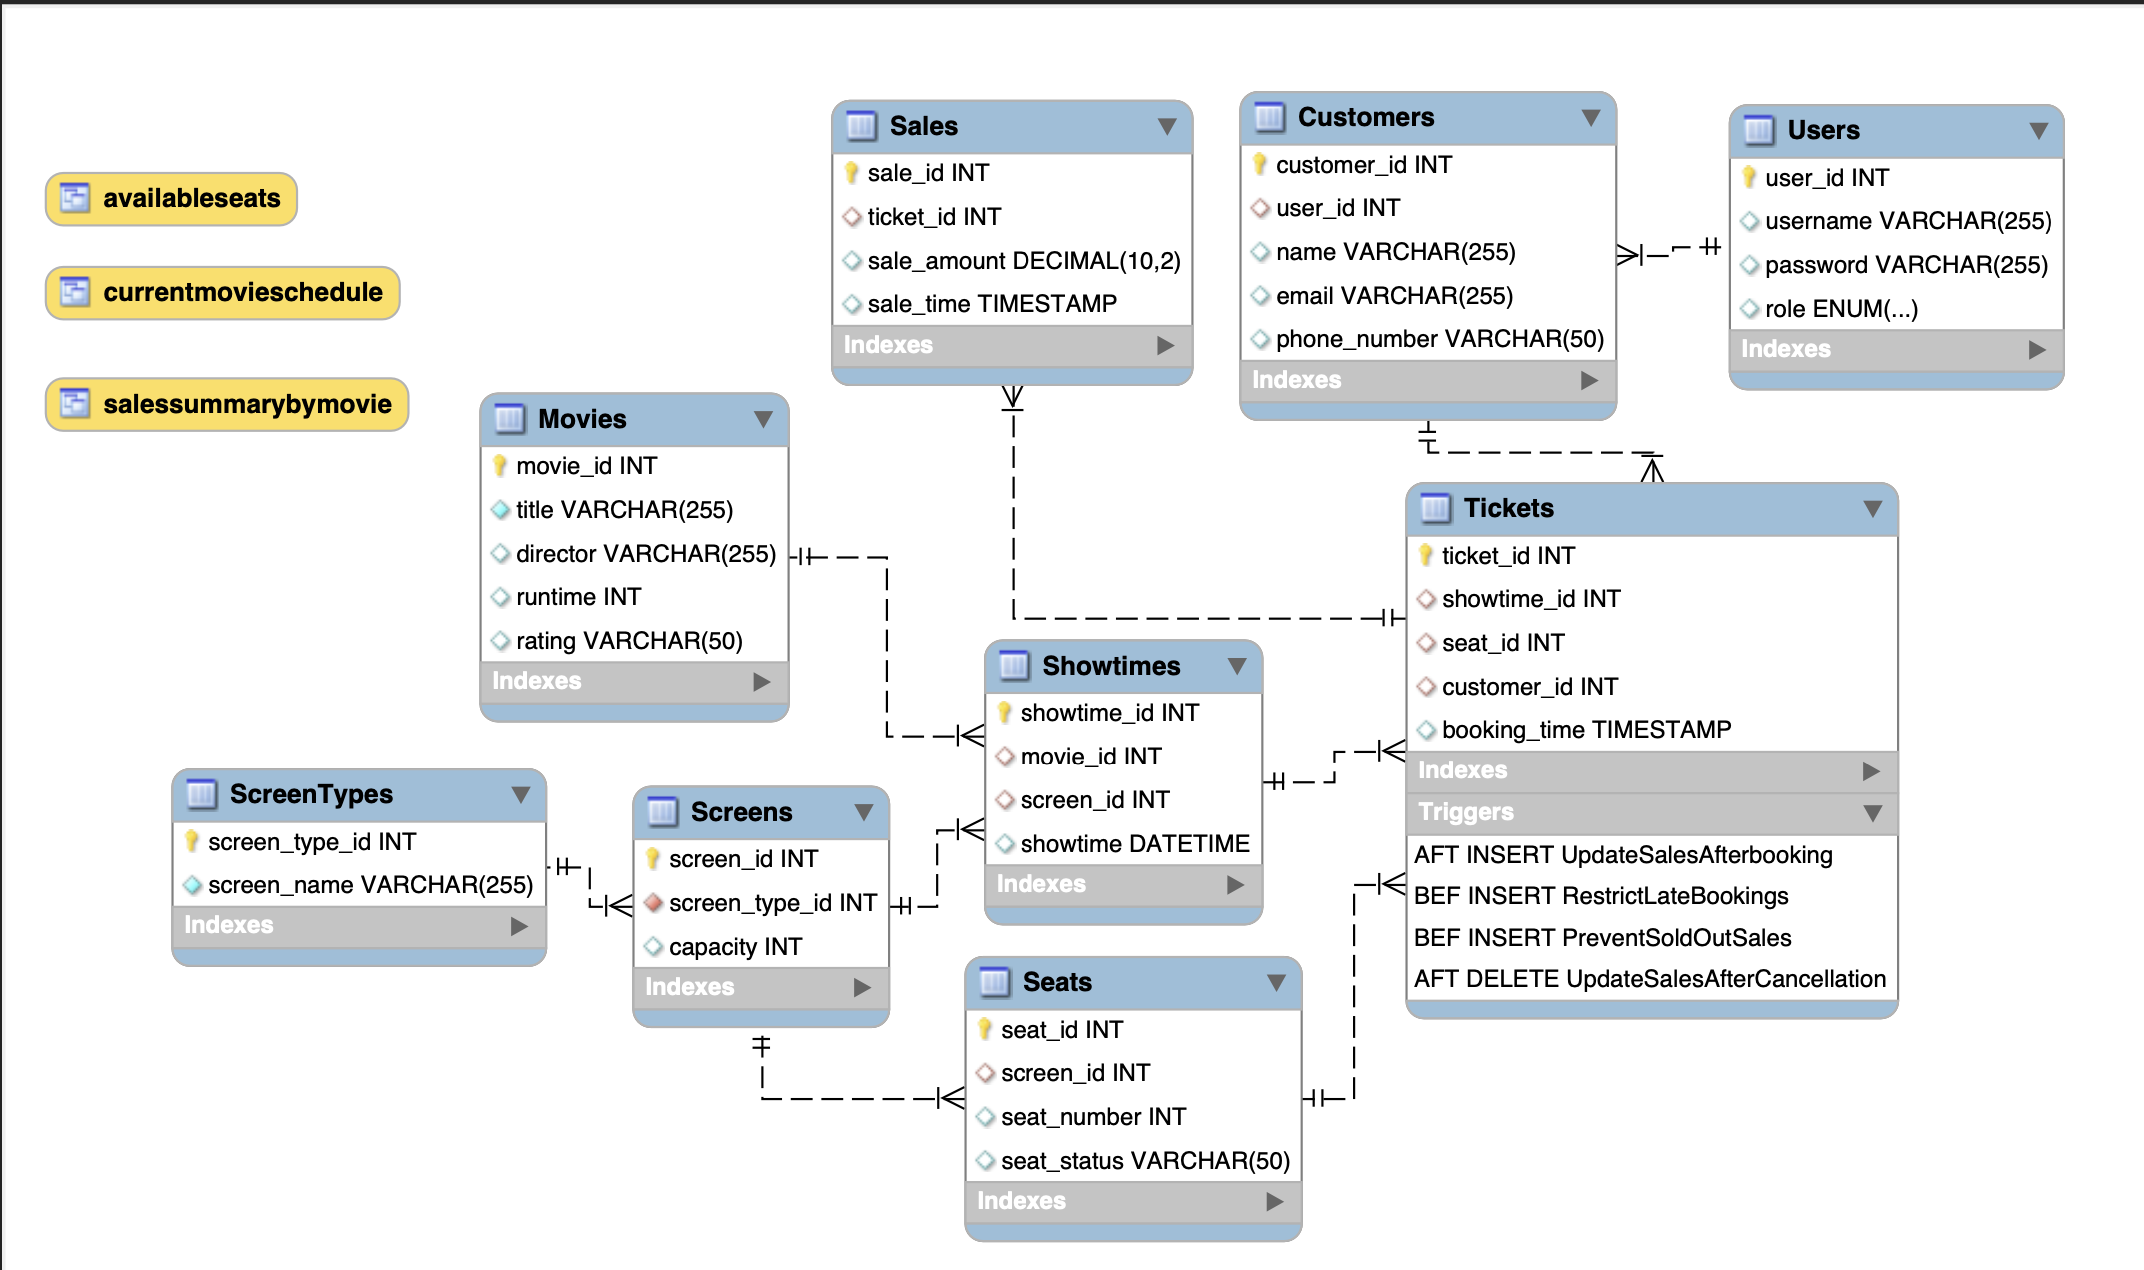 availableseats
currentmovieschedule
salessummarybymovie
Sales
sale_id INT
ticket_id INT
sale_amount DECIMAL(10,2)
sale_time TIMESTAMP
Indexes
Customers
customer_id INT
user_id INT
name VARCHAR(255)
email VARCHAR(255)
phone_number VARCHAR(50)
Indexes
Users
user_id INT
username VARCHAR(255)
password VARCHAR(255)
role ENUM(...)
Indexes
Movies
movie_id INT
title VARCHAR(255)
director VARCHAR(255)
runtime INT
rating VARCHAR(50)
Indexes
Tickets
ticket_id INT
showtime_id INT
seat_id INT
customer_id INT
booking_time TIMESTAMP
Indexes
Triggers
AFT INSERT UpdateSalesAfterbooking
BEF INSERT RestrictLateBookings
BEF INSERT PreventSoldOutSales
AFT DELETE UpdateSalesAfterCancellation
Showtimes
showtime_id INT
movie_id INT
screen_id INT
showtime DATETIME
Indexes
ScreenTypes
screen_type_id INT
screen_name VARCHAR(255)
Indexes
Screens
screen_id INT
screen_type_id INT
capacity INT
Indexes
Seats
seat_id INT
screen_id INT
seat_number INT
seat_status VARCHAR(50)
Indexes